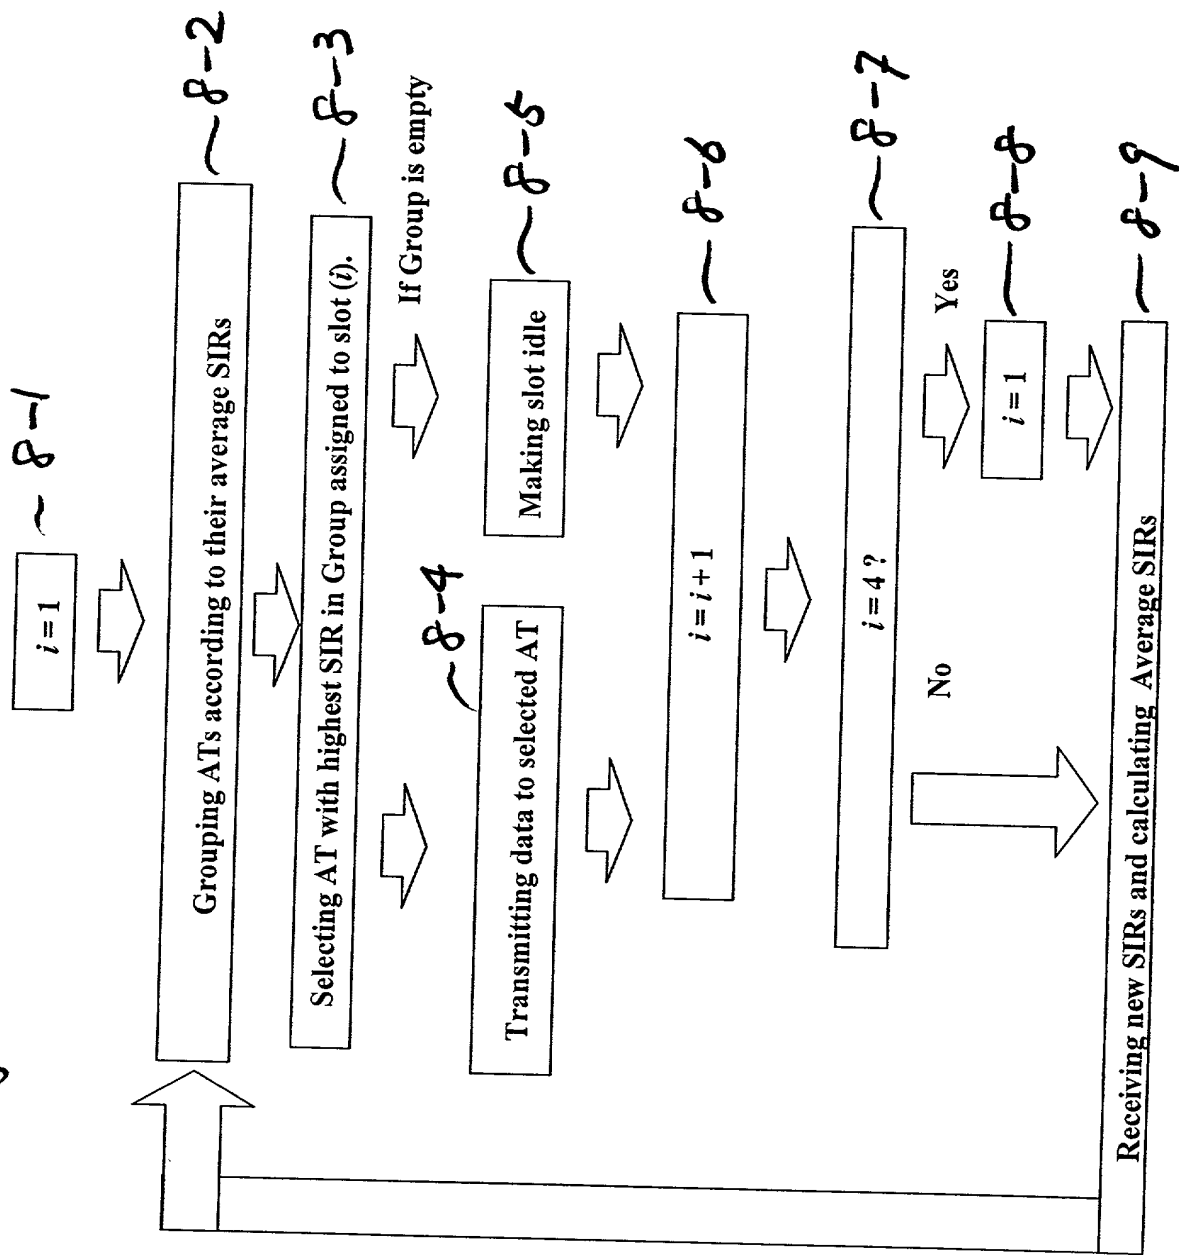 i = 1
~8-1
Grouping ATs according to their average SIRs
~8-2
Selecting AT with highest SIR in Group assigned to slot (i).
~8-3
If Group is empty
~8-4
Transmitting data to selected AT
Making slot idle
~8-5
i = i + 1
~8-6
i = 4 ?
~8-7
No
Yes
i = 1
~8-8
Receiving new SIRs and calculating Average SIRs
~8-9